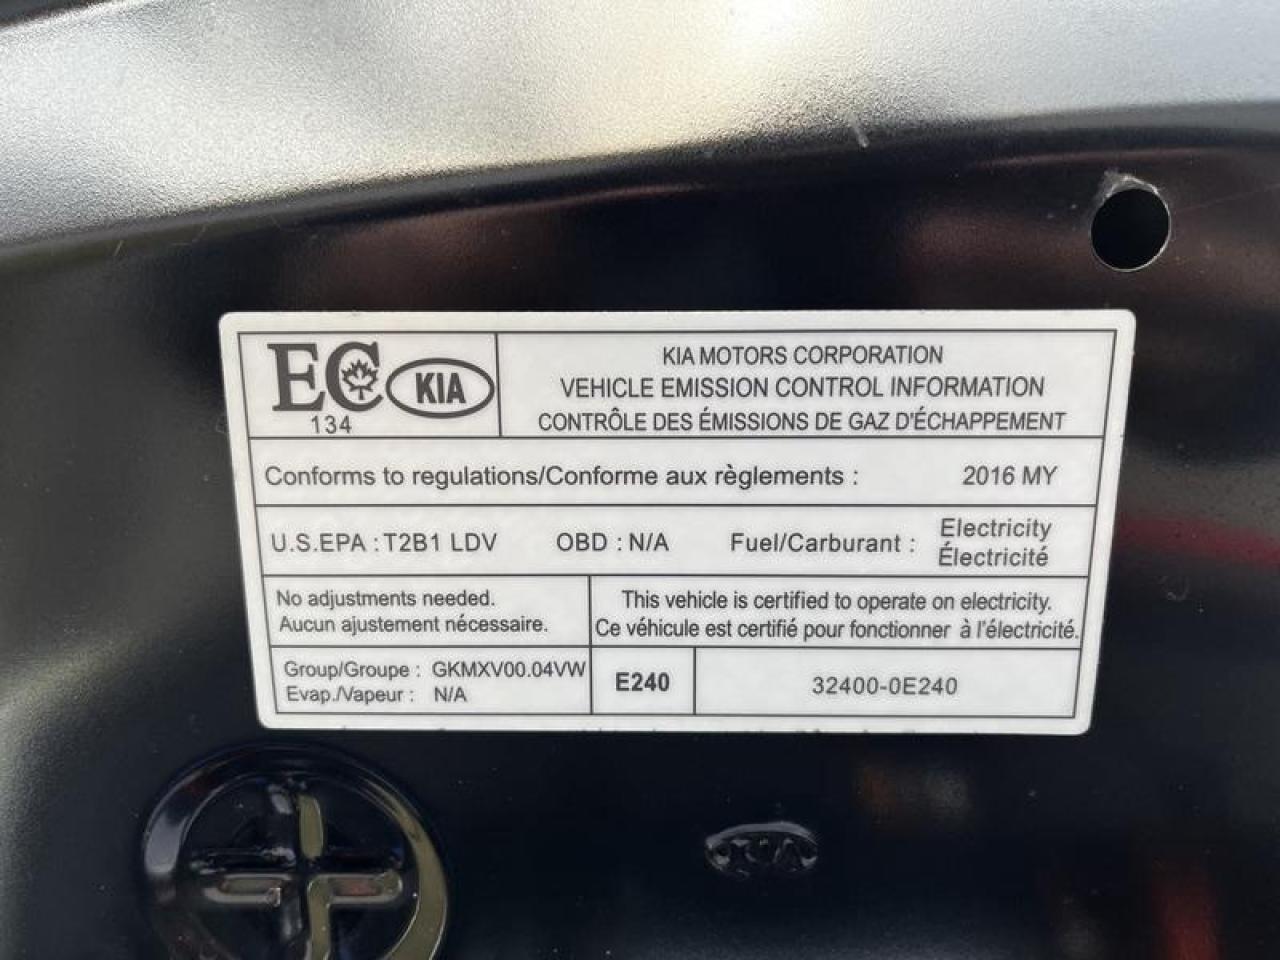 EC
134
KIA
KIA MOTORS CORPORATION
VEHICLE EMISSION CONTROL INFORMATION
CONTRÔLE DES ÉMISSIONS DE GAZ D'ÉCHAPPEMENT
Conforms to regulations/Conforme aux règlements : 2016 MY
U.S.EPA : T2B1 LDV OBD : N/A Fuel/Carburant : Electricity
Électricité
No adjustments needed.
Aucun ajustement nécessaire.
This vehicle is certified to operate on electricity.
Ce véhicule est certifié pour fonctionner à l'électricité.
Group/Groupe : GKMXV00.04VW
Evap./Vapeur : N/A
E240
32400-0E240
KIA